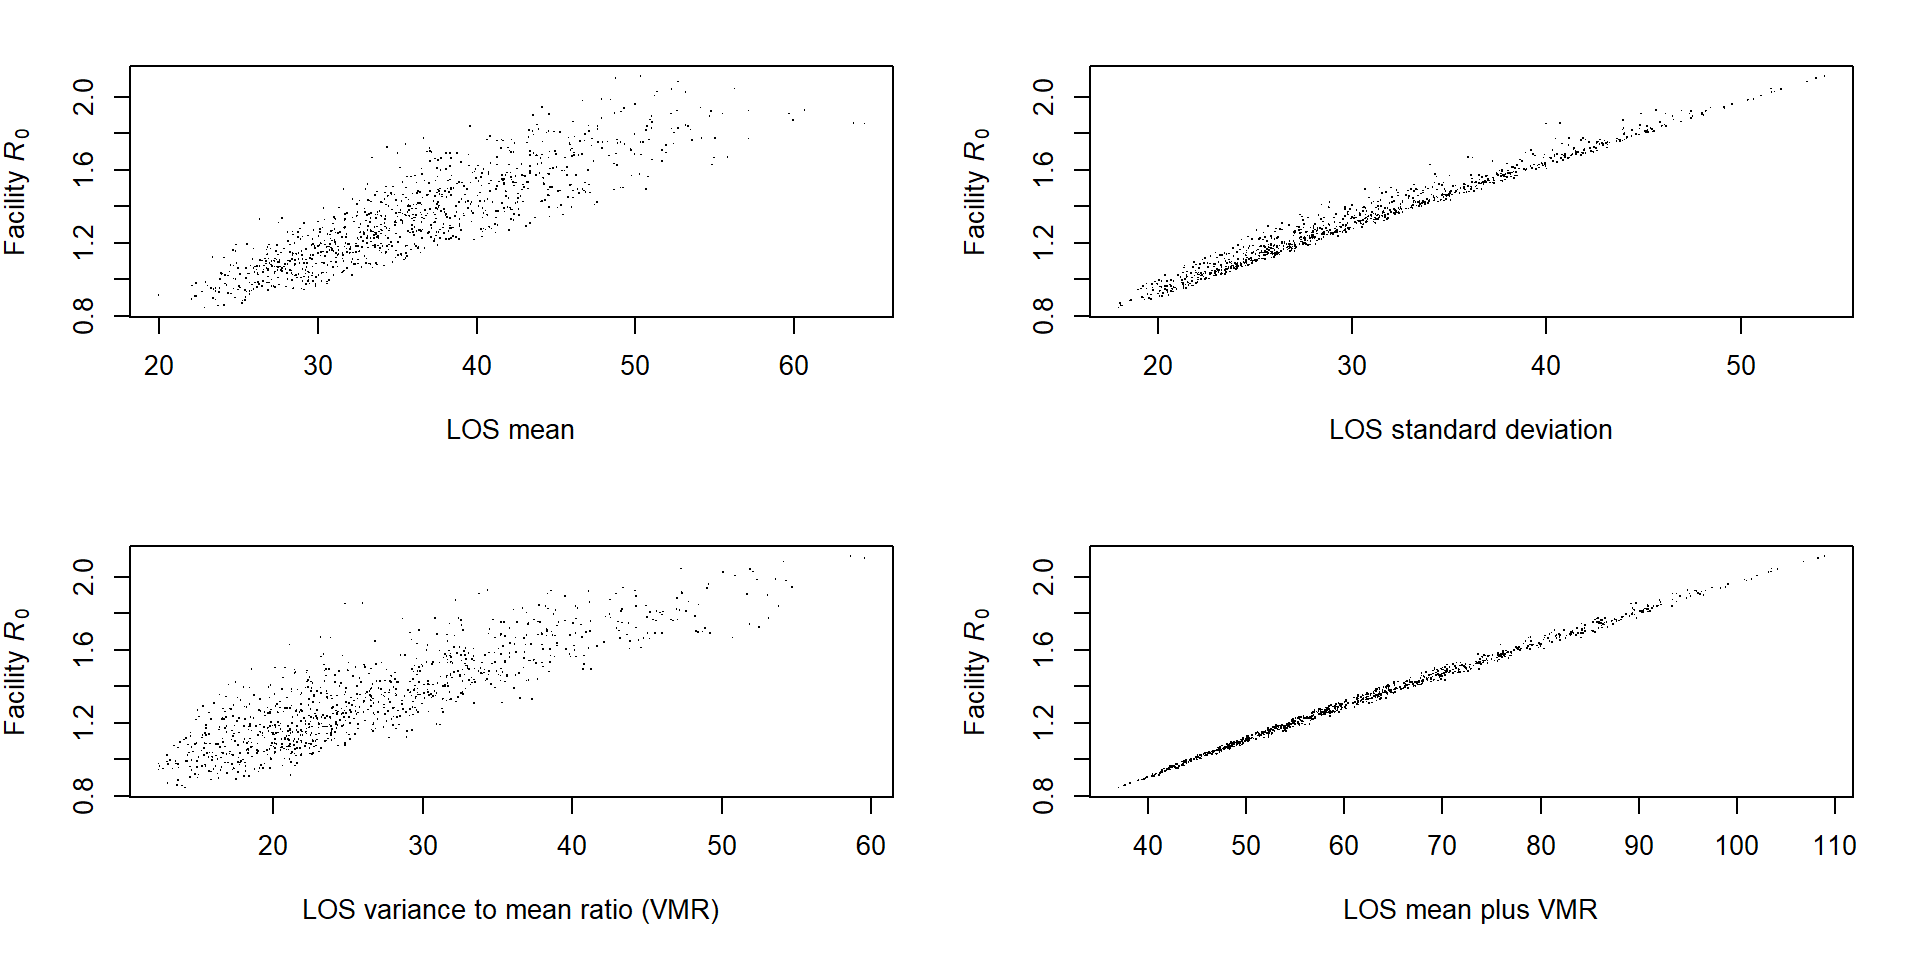 Facility R0
2.0
1.6
1.2
0.8
20 30 40 50 60
LOS mean
Facility R0
2.0
1.6
1.2
0.8
20 30 40 50
LOS standard deviation
Facility R0
2.0
1.6
1.2
0.8
20 30 40 50 60
LOS variance to mean ratio (VMR)
Facility R0
2.0
1.6
1.2
0.8
40 50 60 70 80 90 100 110
LOS mean plus VMR